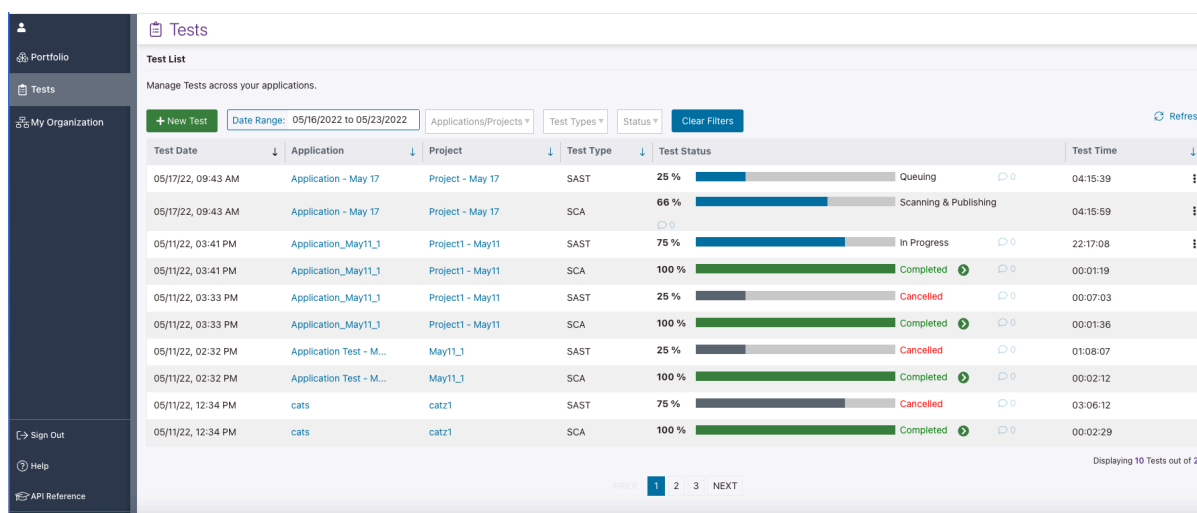 Tests
Portfolio
Test List
Tests
Manage Tests across your applications.
My Organization
+ New Test Date Range: 05/16/2022 to 05/23/2022 Applications/Projects Test Types Status Clear Filters
Test Date Application Project Test Type Test Status Test Time
05/17/22, 09:43 AM Application - May 17 Project - May 17 SAST 25 % Queuing 0 04:15:39
05/17/22, 09:43 AM Application - May 17 Project - May 17 SCA 66 % Scanning & Publishing 0 04:15:59
05/11/22, 03:41 PM Application_May11_1 Project1 - May11 SAST 75 % In Progress 0 22:17:08
05/11/22, 03:41 PM Application_May11_1 Project1 - May11 SCA 100 % Completed 0 00:01:19
05/11/22, 03:33 PM Application_May11_1 Project1 - May11 SAST 25 % Cancelled 0 00:07:03
05/11/22, 03:33 PM Application_May11_1 Project1 - May11 SCA 100 % Completed 0 00:01:36
05/11/22, 02:32 PM Application Test - M... May11_1 SAST 25 % Cancelled 0 01:08:07
05/11/22, 02:32 PM Application Test - M... May11_1 SCA 100 % Completed 0 00:02:12
05/11/22, 12:34 PM cats catz1 SAST 75 % Cancelled 0 03:06:12
05/11/22, 12:34 PM cats catz1 SCA 100 % Completed 0 00:02:29
Sign Out
Displaying 10 Tests out of
Help
PREV 1 2 3 NEXT
API Reference